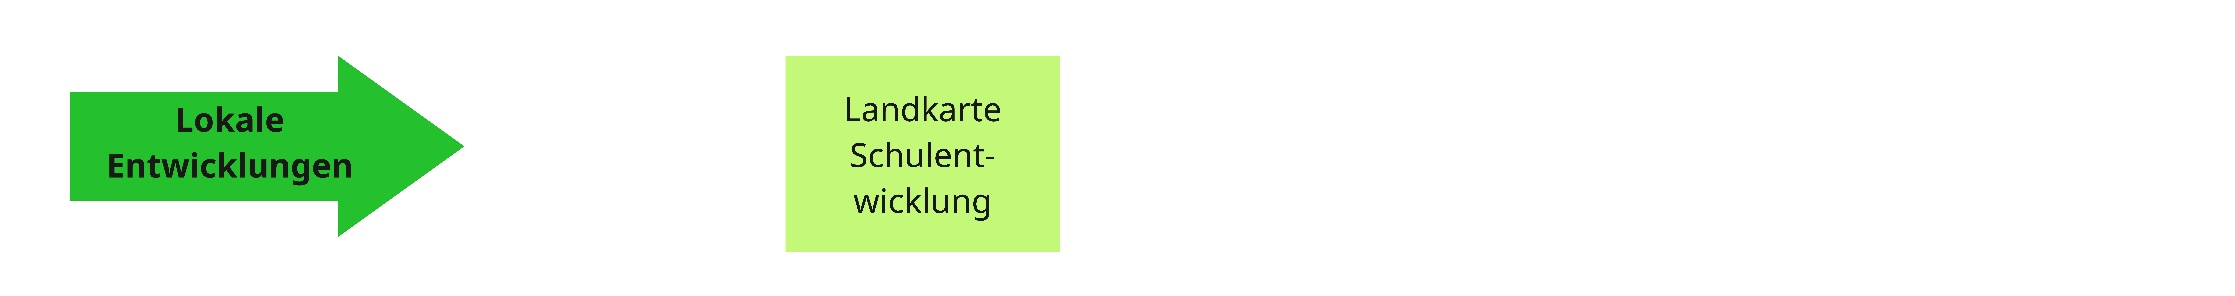 Lokale
Entwicklungen
Landkarte
Schulent-
wicklung